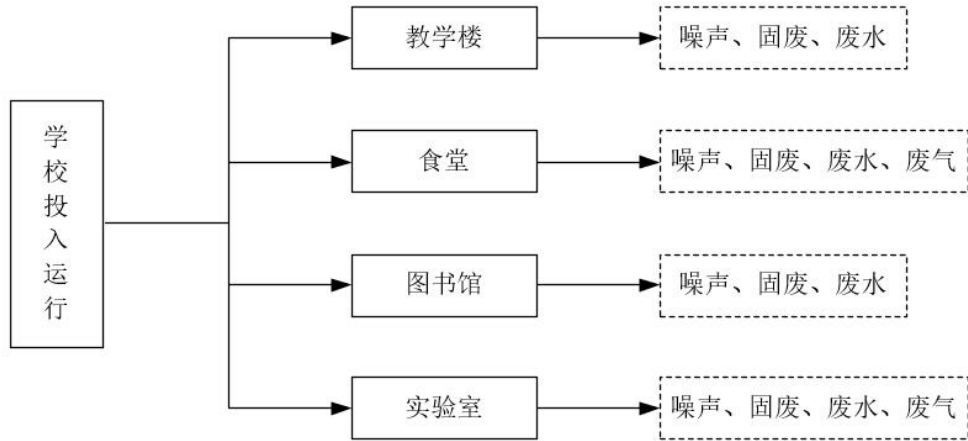 学校投入运行
教学楼
噪声、固废、废水
食堂
噪声、固废、废水、废气
图书馆
噪声、固废、废水
实验室
噪声、固废、废水、废气